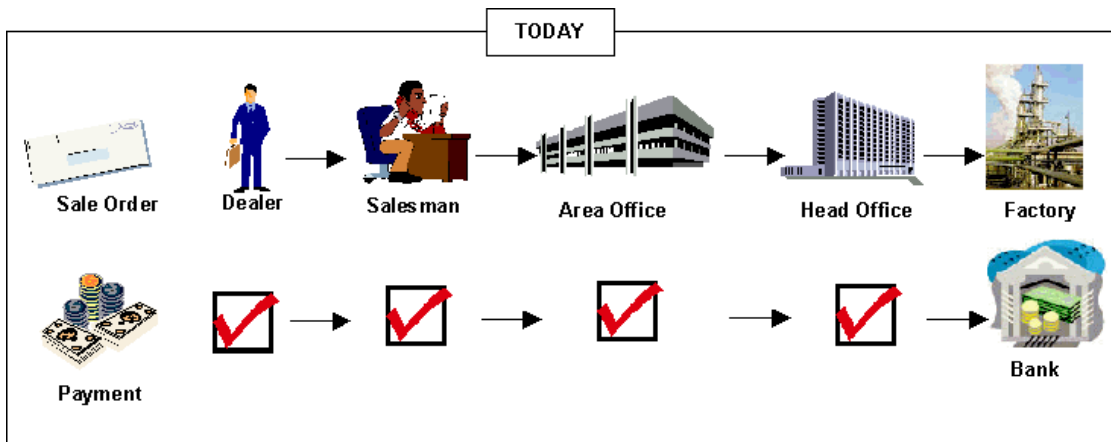 TODAY
Sale Order
Dealer
Salesman
Area Office
Head Office
Factory
Payment
Bank